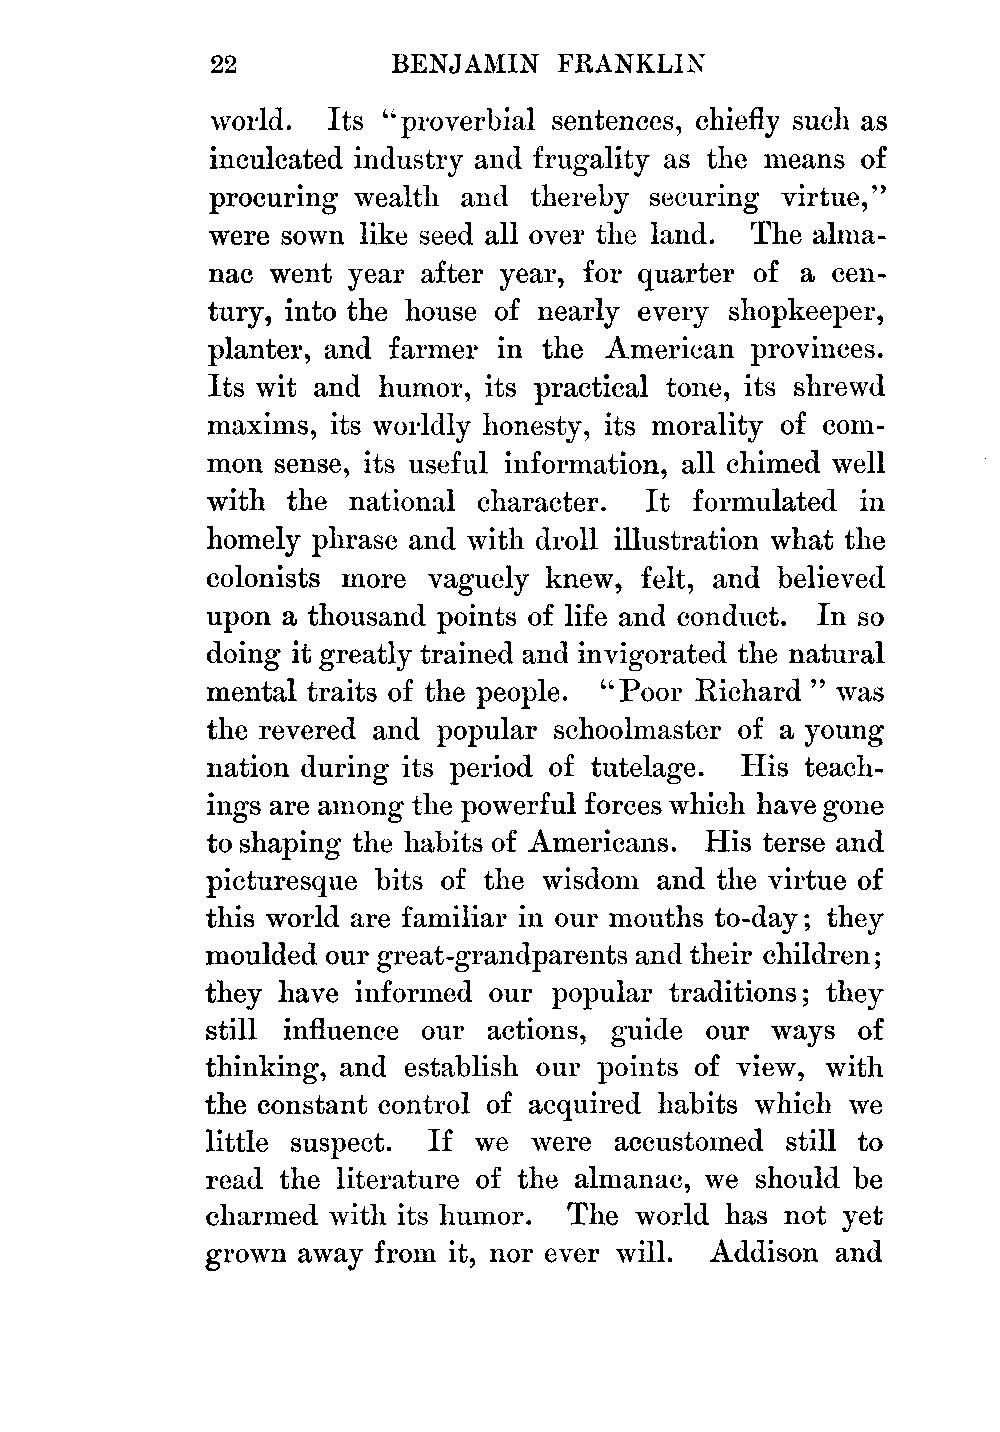 22 BENJAMIN FRANKLIN
world. Its "proverbial sentences, chiefly such as
inculcated industry and frugality as the means of
procuring wealth and thereby securing virtue,"
were sown like seed all over the land. The alma-
nac went year after year, for quarter of a cen-
tury, into the house of nearly every shopkeeper,
planter, and farmer in the American provinces.
Its wit and humor, its practical tone, its shrewd
maxims, its worldly honesty, its morality of com-
mon sense, its useful information, all chimed well
with the national character. It formulated in
homely phrase and with droll illustration what the
colonists more vaguely knew, felt, and believed
upon a thousand points of life and conduct. In so
doing it greatly trained and invigorated the natural
mental traits of the people. "Poor Richard" was
the revered and popular schoolmaster of a young
nation during its period of tutelage. His teach-
ings are among the powerful forces which have gone
to shaping the habits of Americans. His terse and
picturesque bits of the wisdom and the virtue of
this world are familiar in our mouths to-day; they
moulded our great-grandparents and their children;
they have informed our popular traditions; they
still influence our actions, guide our ways of
thinking, and establish our points of view, with
the constant control of acquired habits which we
little suspect. If we were accustomed still to
read the literature of the almanac, we should be
charmed with its humor. The world has not yet
grown away from it, nor ever will. Addison and